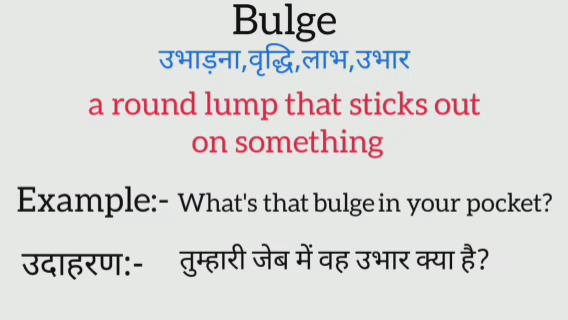 Bulge
उभाड़ना,वृद्धि,लाभ,उभार
a round lump that sticks out
on something
Example:- What's that bulge in your pocket?
उदाहरण:- तुम्हारी जेब में वह उभार क्या है?